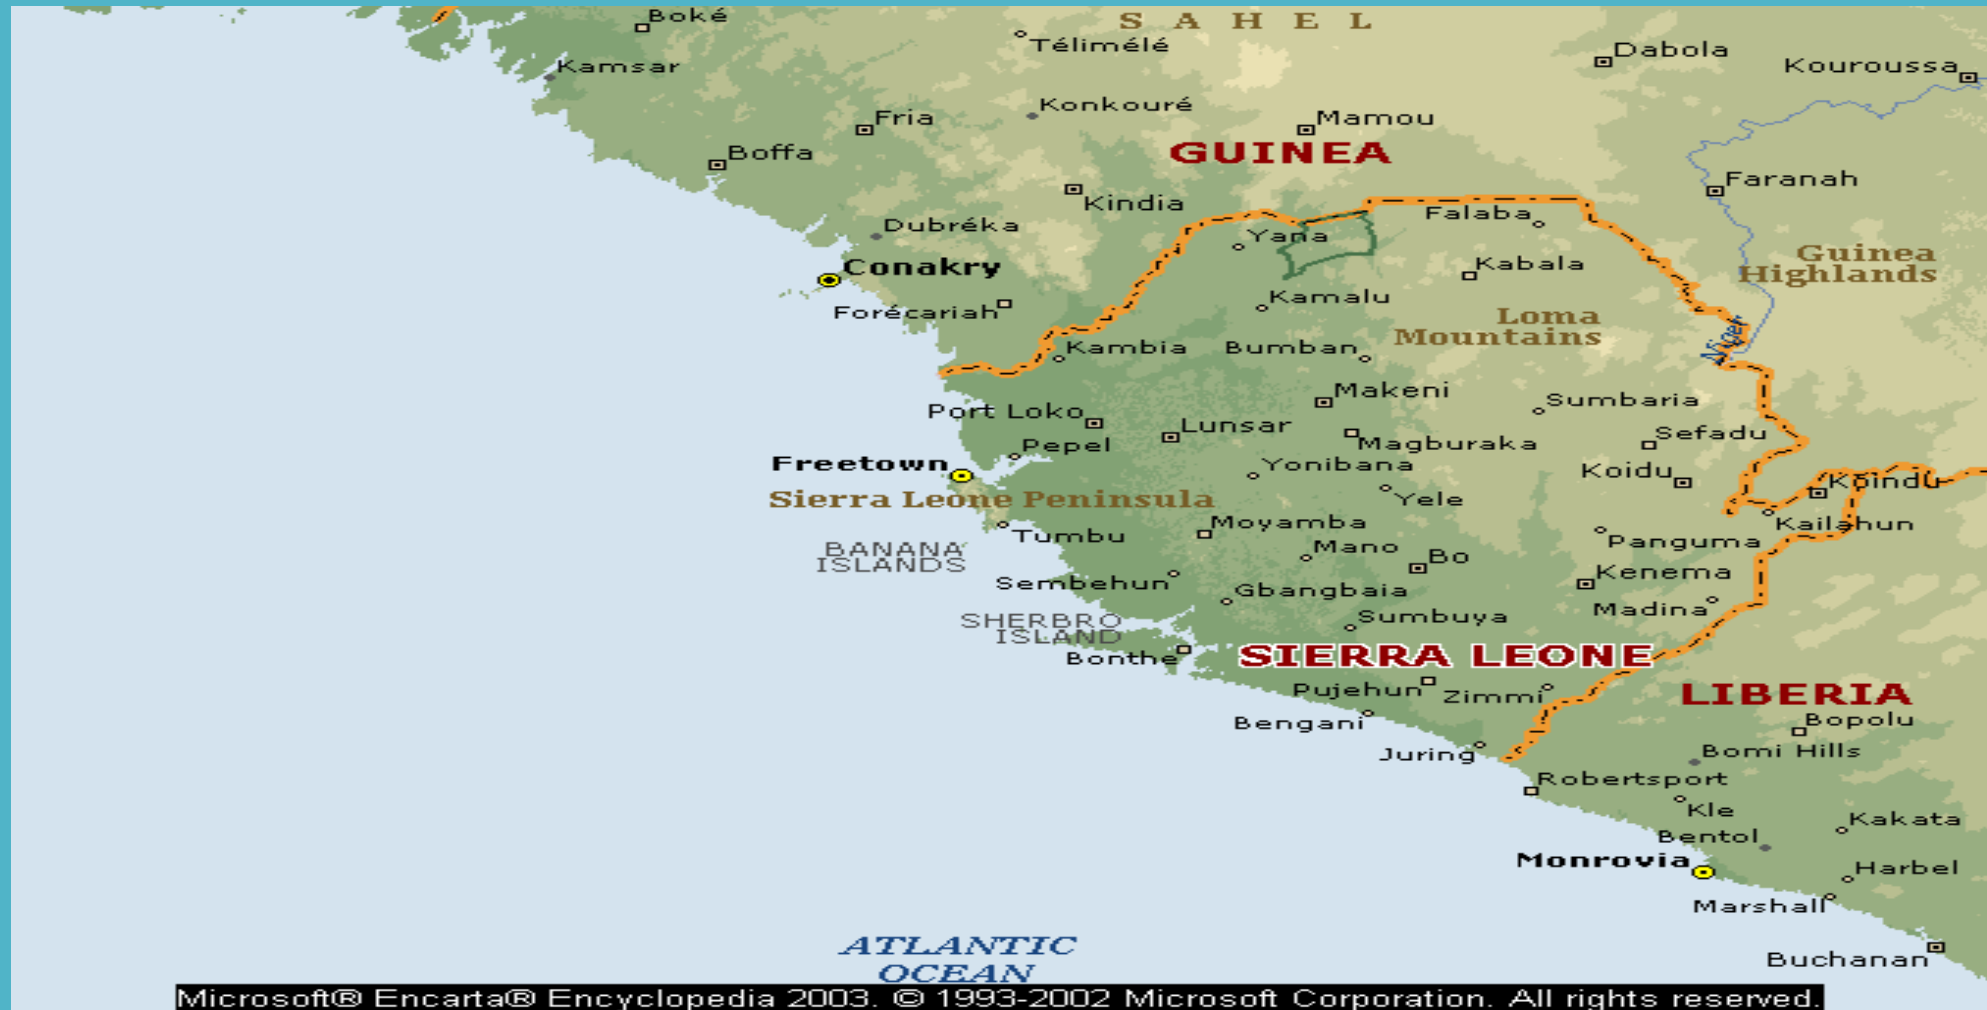 Boké
SAHEL
Télimélé
Dabola
Kouroussa
Kamsar
Konkouré
Fria
Mamou
Boffa
GUINEA
Faranah
Kindia
Dubréka
Falaba
Yana
Guinea
Highlands
Conakry
Kabala
Forécariah
Kamalu
Loma
Mountains
Niger
Kambia
Bumban
Makeni
Sumbaria
Port Loko
Lunsar
Pepel
Magburaka
Sefadu
Freetown
Yonibana
Koidu
Koindu
Sierra Leone Peninsula
Yele
Moyamba
Kailahun
Tumbu
BANANA
ISLANDS
Mano
Panguma
Bo
Sembehun
Kenema
Gbangbaia
Madina
SHERBRO
ISLAND
Sumbuya
Bonthe
SIERRA LEONE
Pujehun
Zimmi
LIBERIA
Bengani
Bopolu
Juring
Bomi Hills
Robertsport
Kle
Kakata
Bentol
Monrovia
Harbel
Marshall
ATLANTIC
OCEAN
Buchanan
Microsoft® Encarta® Encyclopedia 2003. © 1993-2002 Microsoft Corporation. All rights reserved.